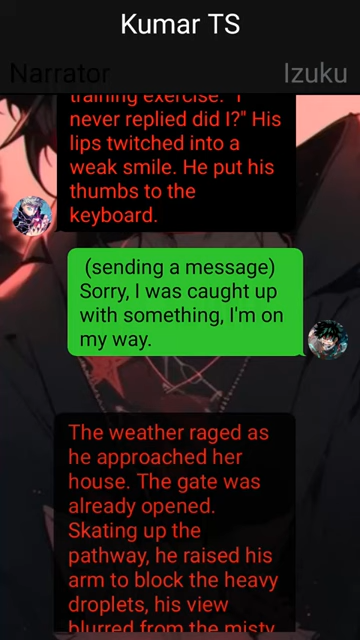 Kumar TS
Narrator
Izuku
training exercise. "I
never replied did I?" His
lips twitched into a
weak smile. He put his
thumbs to the
keyboard.
(sending a message)
Sorry, I was caught up
with something, I'm on
my way.
The weather raged as
he approached her
house. The gate was
already opened.
Skating up the
pathway, he raised his
arm to block the heavy
droplets, his view
blurred from the misty